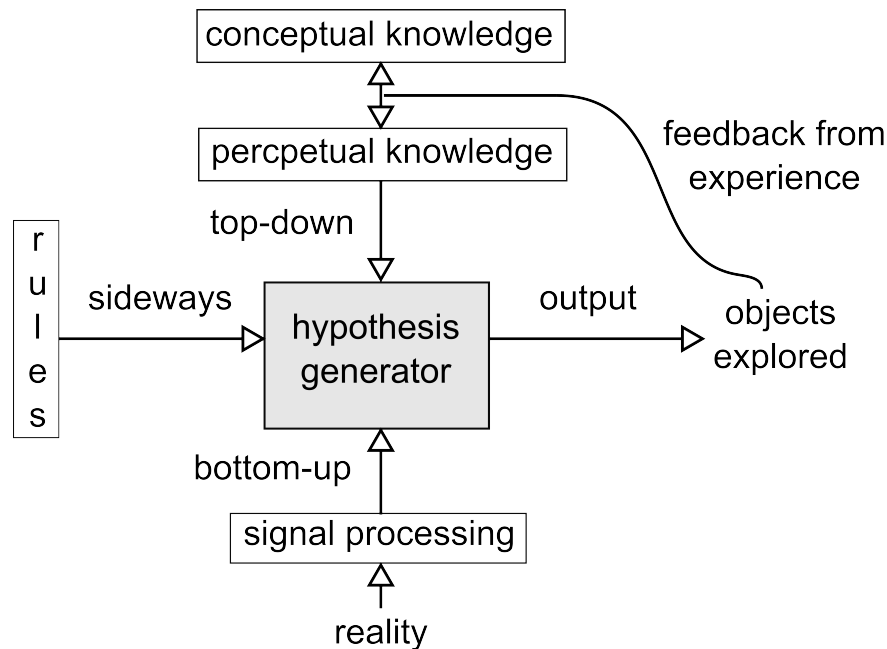 conceptual knowledge
percpetual knowledge
feedback from
experience
top-down
rules
sideways
hypothesis
generator
output
objects
explored
bottom-up
signal processing
reality